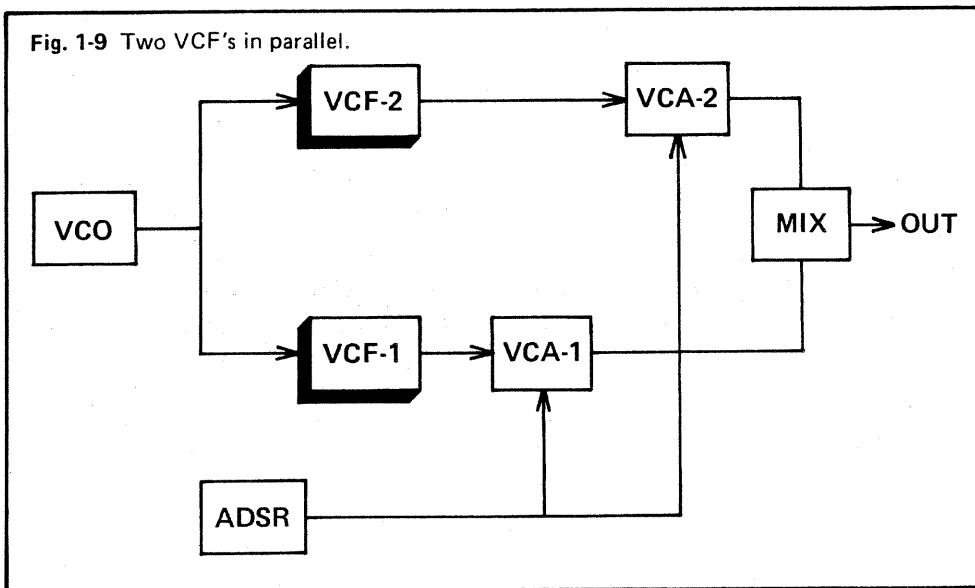 Fig. 1-9 Two VCF's in parallel.
VCF-2
VCA-2
VCO
MIX
OUT
VCF-1
VCA-1
ADSR